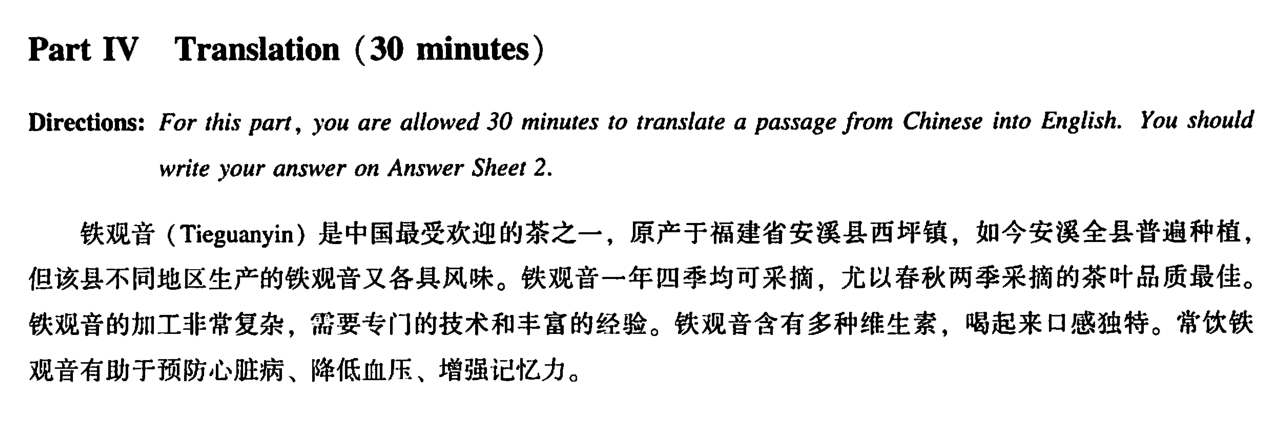 Part IV Translation (30 minutes)
Directions: For this part, you are allowed 30 minutes to translate a passage from Chinese into English. You should
write your answer on Answer Sheet 2.
铁观音（Tieguanyin）是中国最受欢迎的茶之一，原产于福建省安溪县西坪镇，如今安溪全县普遍种植，
但该县不同地区生产的铁观音又各具风味。铁观音一年四季均可采摘，尤以春秋两季采摘的茶叶品质最佳。
铁观音的加工非常复杂，需要专门的技术和丰富的经验。铁观音含有多种维生素，喝起来口感独特。常饮铁
观音有助于预防心脏病、降低血压、增强记忆力。